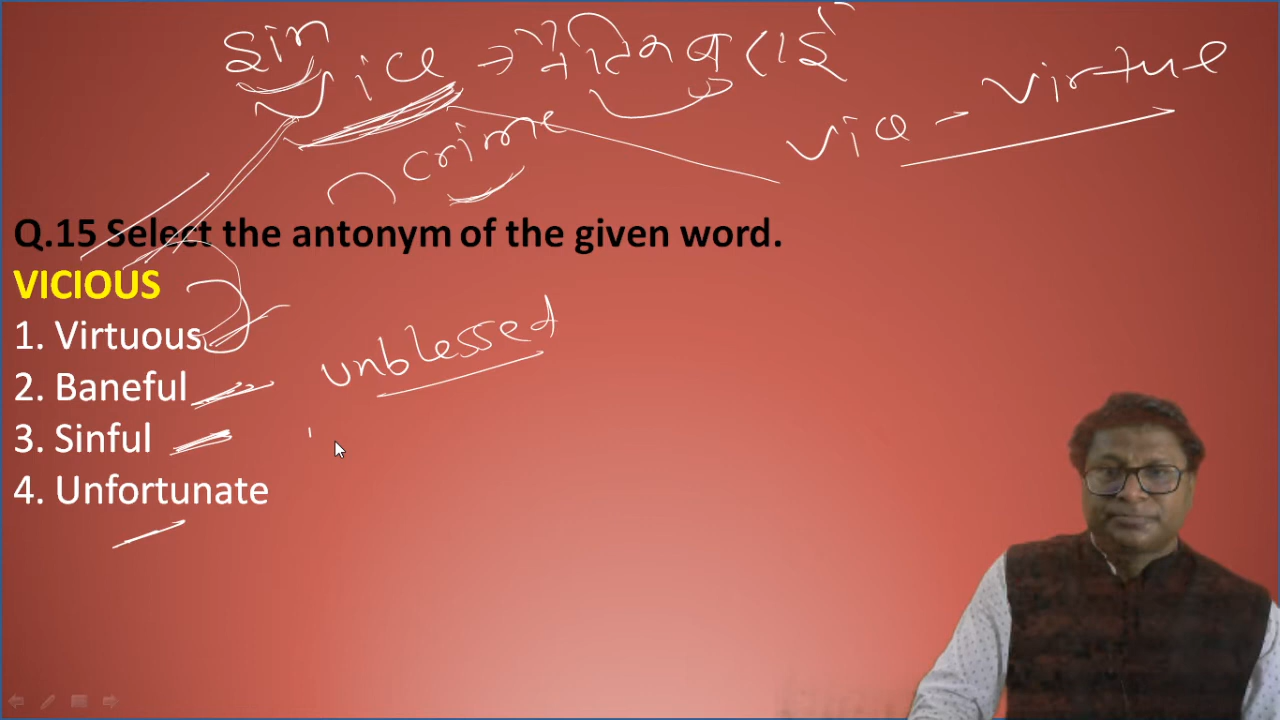 sin
vice → नैतिक बुराई
vice - virtue
crime
Q.15 Select the antonym of the given word.
VICIOUS
1. Virtuous
2. Baneful
unblessed
3. Sinful
4. Unfortunate